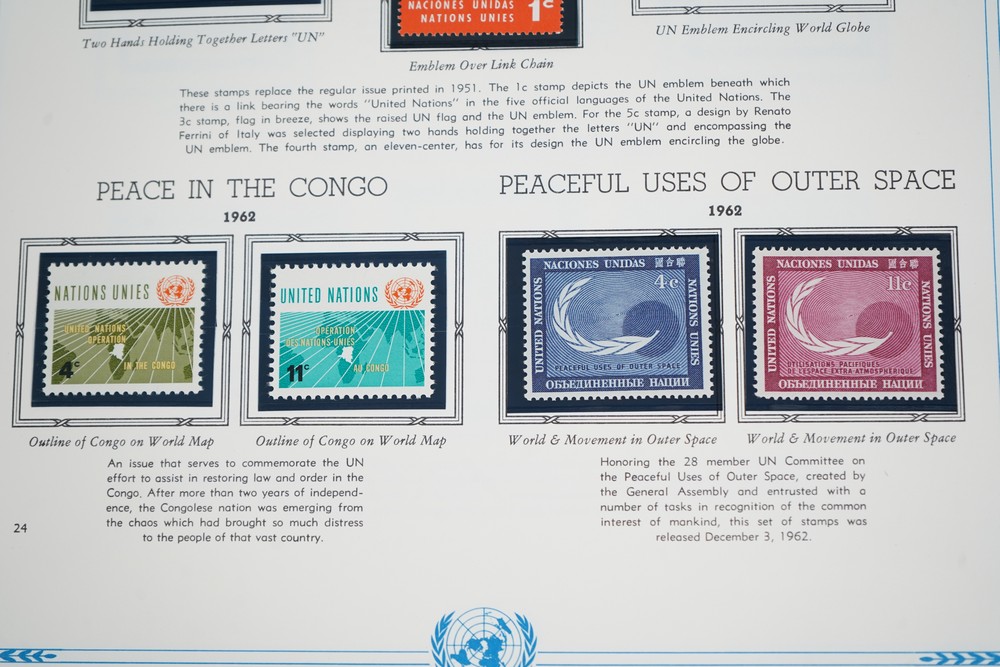 NACIONES UNIDAS
NATIONS UNIES 1c
Two Hands Holding Together Letters "UN"
Emblem Over Link Chain
UN Emblem Encircling World Globe
These stamps replace the regular issue printed in 1951. The 1c stamp depicts the UN emblem beneath which
there is a link bearing the words "United Nations" in the five official languages of the United Nations. The
3c stamp, flag in breeze, shows the raised UN flag and the UN emblem. For the 5c stamp, a design by Renato
Ferrini of Italy was selected displaying two hands holding together the letters "UN" and encompassing the
UN emblem. The fourth stamp, an eleven-center, has for its design the UN emblem encircling the globe.
PEACE IN THE CONGO
1962
NATIONS UNIES
UNITED NATIONS
OPERATION
IN THE CONGO
4c
UNITED NATIONS
OPERATION
DES NATIONS UNIES
AU CONGO
11c
Outline of Congo on World Map
Outline of Congo on World Map
An issue that serves to commemorate the UN
effort to assist in restoring law and order in the
Congo. After more than two years of independ-
ence, the Congolese nation was emerging from
the chaos which had brought so much distress
to the people of that vast country.
PEACEFUL USES OF OUTER SPACE
1962
NACIONES UNIDAS 國合聯
4c
UNITED NATIONS
NATIONS UNIES
PEACEFUL USES OF OUTER SPACE
ОБЪЕДИНЕННЫЕ НАЦИИ
NACIONES UNIDAS 國合聯
11c
UNITED NATIONS
NATIONS UNIES
UTILISATIONS PACIFIQUES
DE L'ESPACE EXTRA-ATMOSPHÉRIQUE
ОБЪЕДИНЕННЫЕ НАЦИИ
World & Movement in Outer Space
World & Movement in Outer Space
Honoring the 28 member UN Committee on
the Peaceful Uses of Outer Space, created by
the General Assembly and entrusted with a
number of tasks in recognition of the common
interest of mankind, this set of stamps was
released December 3, 1962.
24